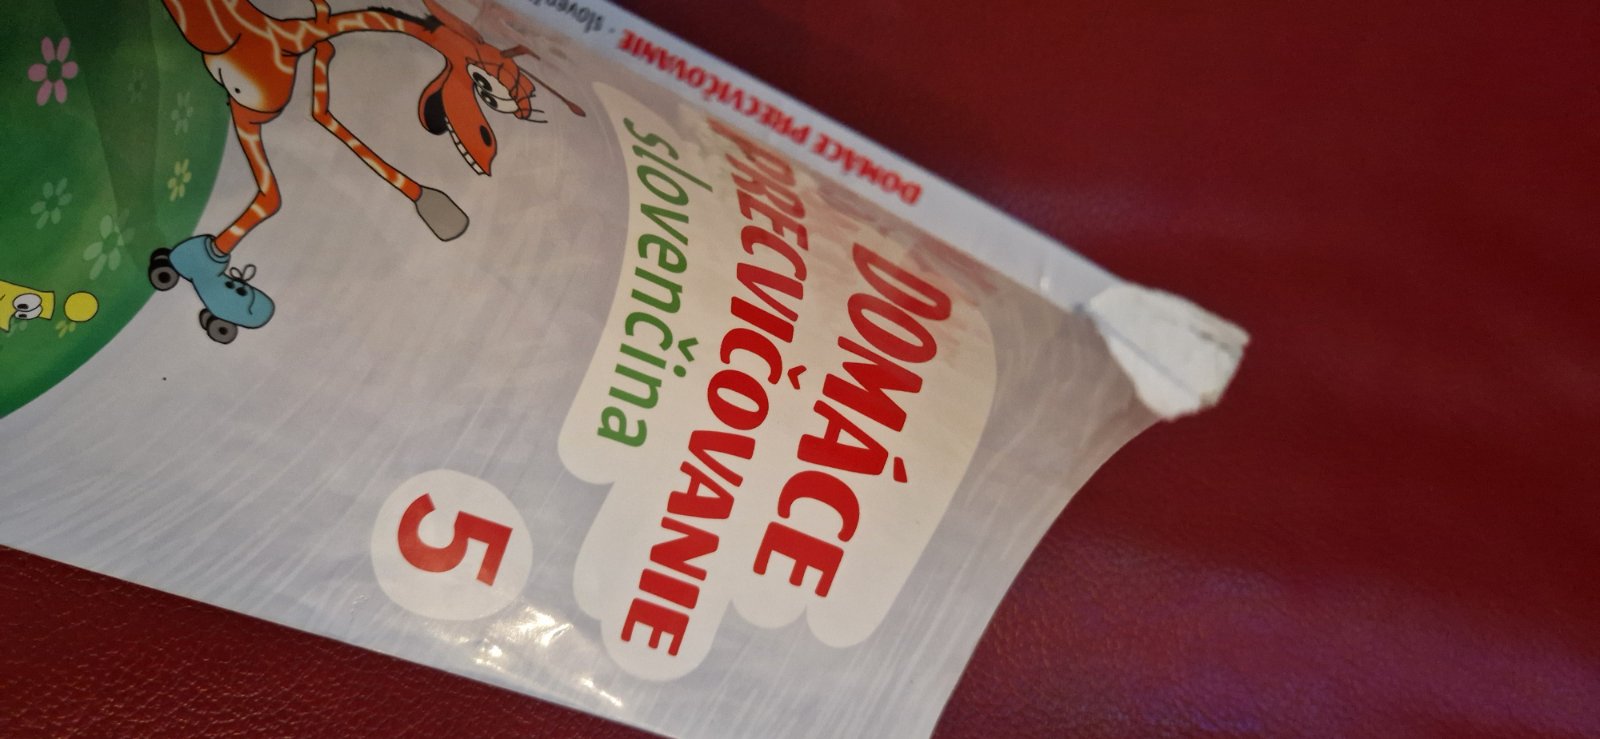 DOMÁCE PRECVIČOVANIE
DOMÁCE
PRECVIČOVANIE
slovenčina
5